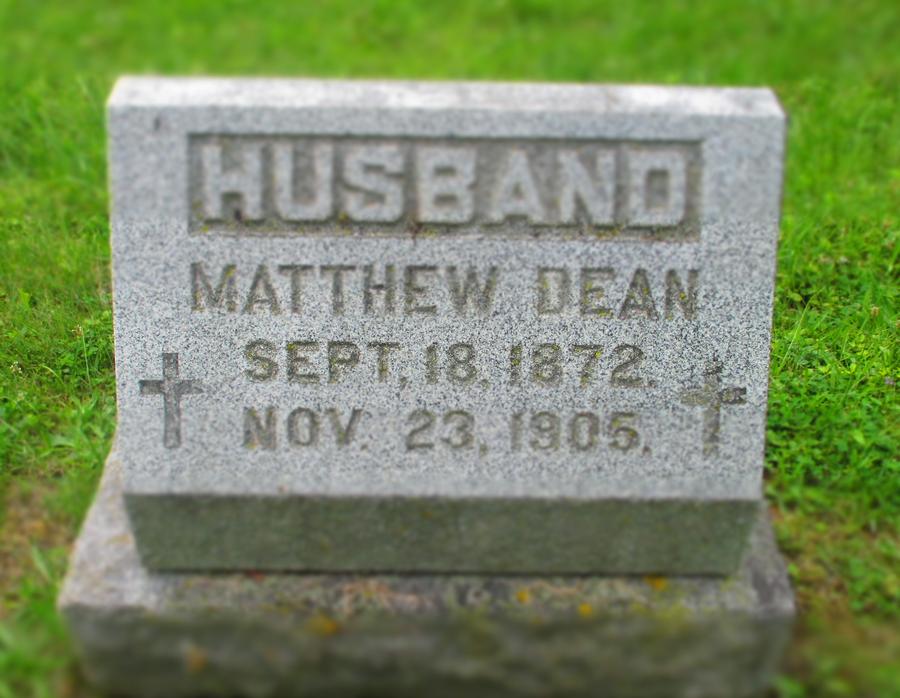 HUSBAND
MATTHEW DEAN
SEPT, 18, 1872.
NOV. 23, 1905.